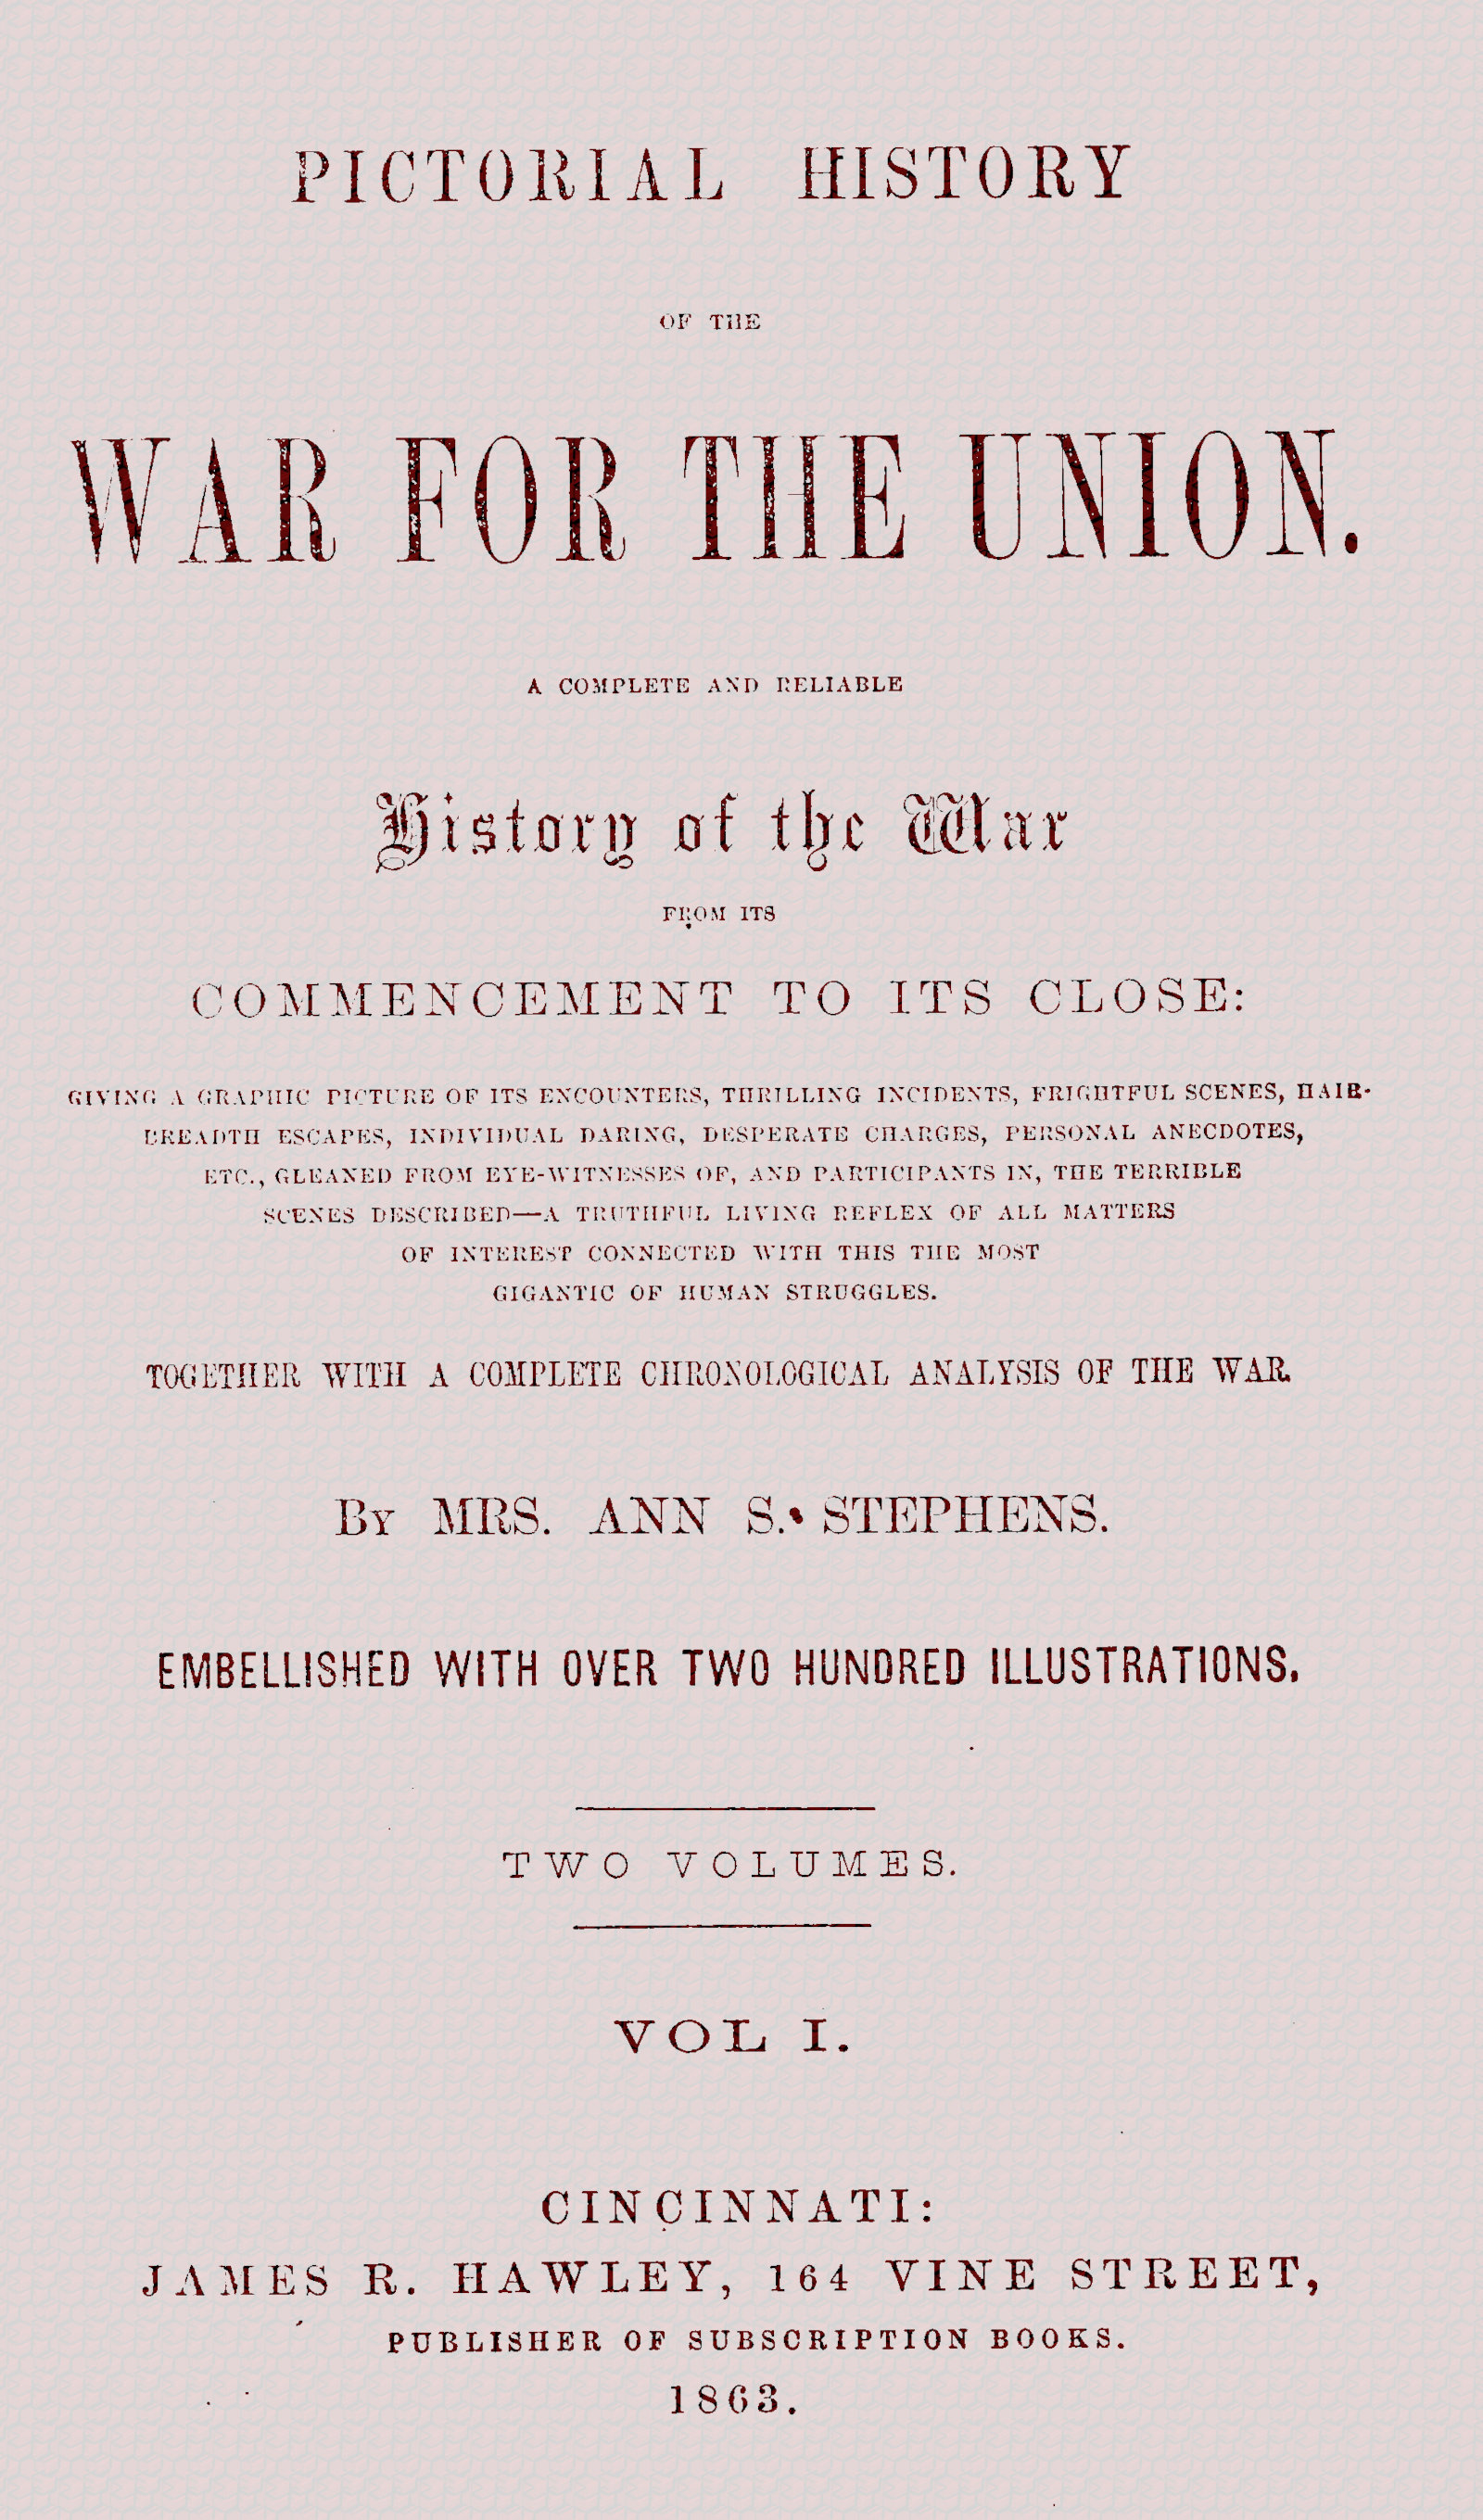 PICTORIAL HISTORY
OF THE
WAR FOR THE UNION.
A COMPLETE AND RELIABLE
History of the War
FROM ITS
COMMENCEMENT TO ITS CLOSE:
GIVING A GRAPHIC PICTURE OF ITS ENCOUNTERS, THRILLING INCIDENTS, FRIGHTFUL SCENES, HAIR-
BREADTH ESCAPES, INDIVIDUAL DARING, DESPERATE CHARGES, PERSONAL ANECDOTES,
ETC., GLEANED FROM EYE-WITNESSES OF, AND PARTICIPANTS IN, THE TERRIBLE
SCENES DESCRIBED—A TRUTHFUL LIVING REFLEX OF ALL MATTERS
OF INTEREST CONNECTED WITH THIS THE MOST
GIGANTIC OF HUMAN STRUGGLES.
TOGETHER WITH A COMPLETE CHRONOLOGICAL ANALYSIS OF THE WAR.
By MRS. ANN S. STEPHENS.
EMBELLISHED WITH OVER TWO HUNDRED ILLUSTRATIONS.
TWO VOLUMES.
VOL I.
CINCINNATI:
JAMES R. HAWLEY, 164 VINE STREET,
PUBLISHER OF SUBSCRIPTION BOOKS.
1863.